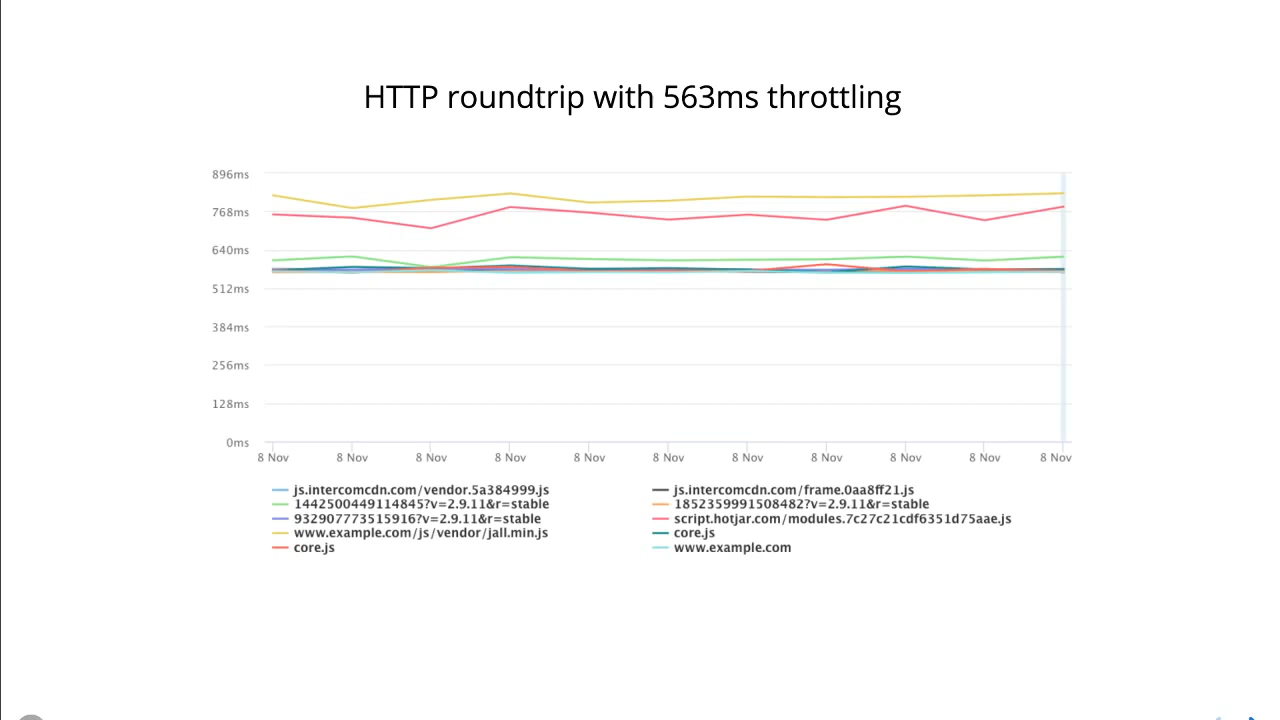 HTTP roundtrip with 563ms throttling
896ms
768ms
640ms
512ms
384ms
256ms
128ms
0ms
8 Nov 8 Nov 8 Nov 8 Nov 8 Nov 8 Nov 8 Nov 8 Nov 8 Nov 8 Nov 8 Nov
js.intercomcdn.com/vendor.5a384999.js
js.intercomcdn.com/frame.0aa8ff21.js
1442500449114845?v=2.9.11&r=stable
1852359991508482?v=2.9.11&r=stable
932907773515916?v=2.9.11&r=stable
script.hotjar.com/modules.7c27c21cdf6351d75aae.js
www.example.com/js/vendor/jall.min.js
core.js
core.js
www.example.com